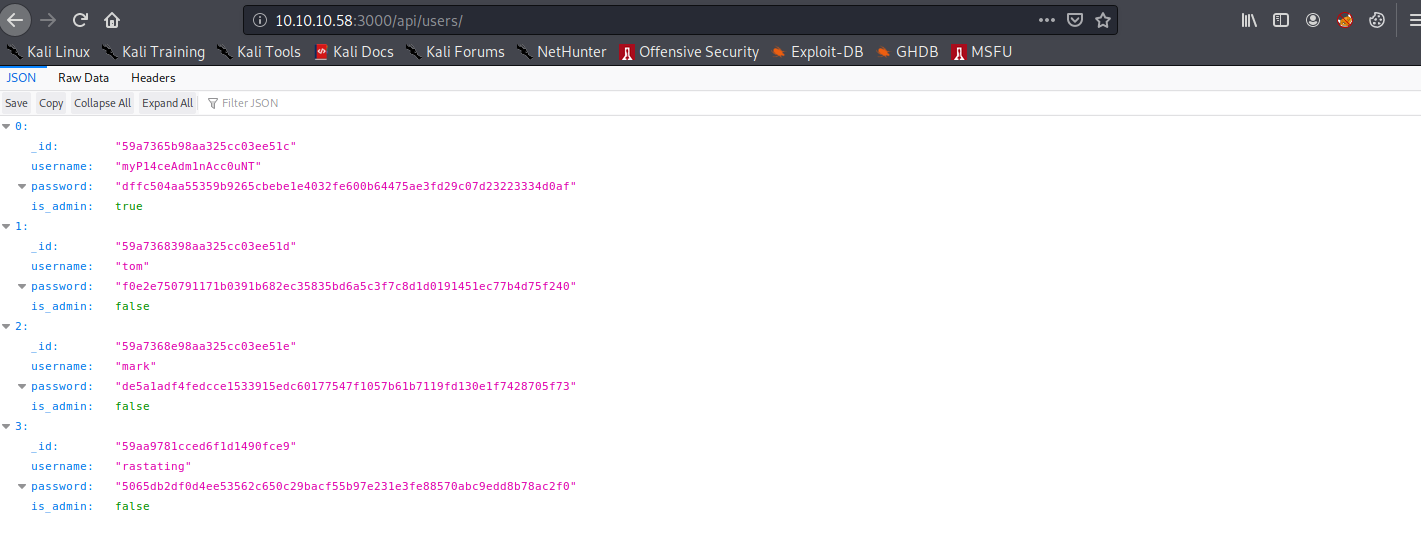 10.10.10.58:3000/api/users/
Kali Linux Kali Training Kali Tools Kali Docs Kali Forums NetHunter Offensive Security Exploit-DB GHDB MSFU
JSON Raw Data Headers
Save Copy Collapse All Expand All Filter JSON
0:
_id: "59a7365b98aa325cc03ee51c"
username: "myP14ceAdm1nAcc0uNT"
password: "dffc504aa55359b9265cbebe1e4032fe600b64475ae3fd29c07d23223334d0af"
is_admin: true
1:
_id: "59a7368398aa325cc03ee51d"
username: "tom"
password: "f0e2e750791171b0391b682ec35835bd6a5c3f7c8d1d0191451ec77b4d75f240"
is_admin: false
2:
_id: "59a7368e98aa325cc03ee51e"
username: "mark"
password: "de5a1adf4fedcce1533915edc60177547f1057b61b7119fd130e1f7428705f73"
is_admin: false
3:
_id: "59aa9781cced6f1d1490fce9"
username: "rastating"
password: "5065db2df0d4ee53562c650c29bacf55b97e231e3fe88570abc9edd8b78ac2f0"
is_admin: false